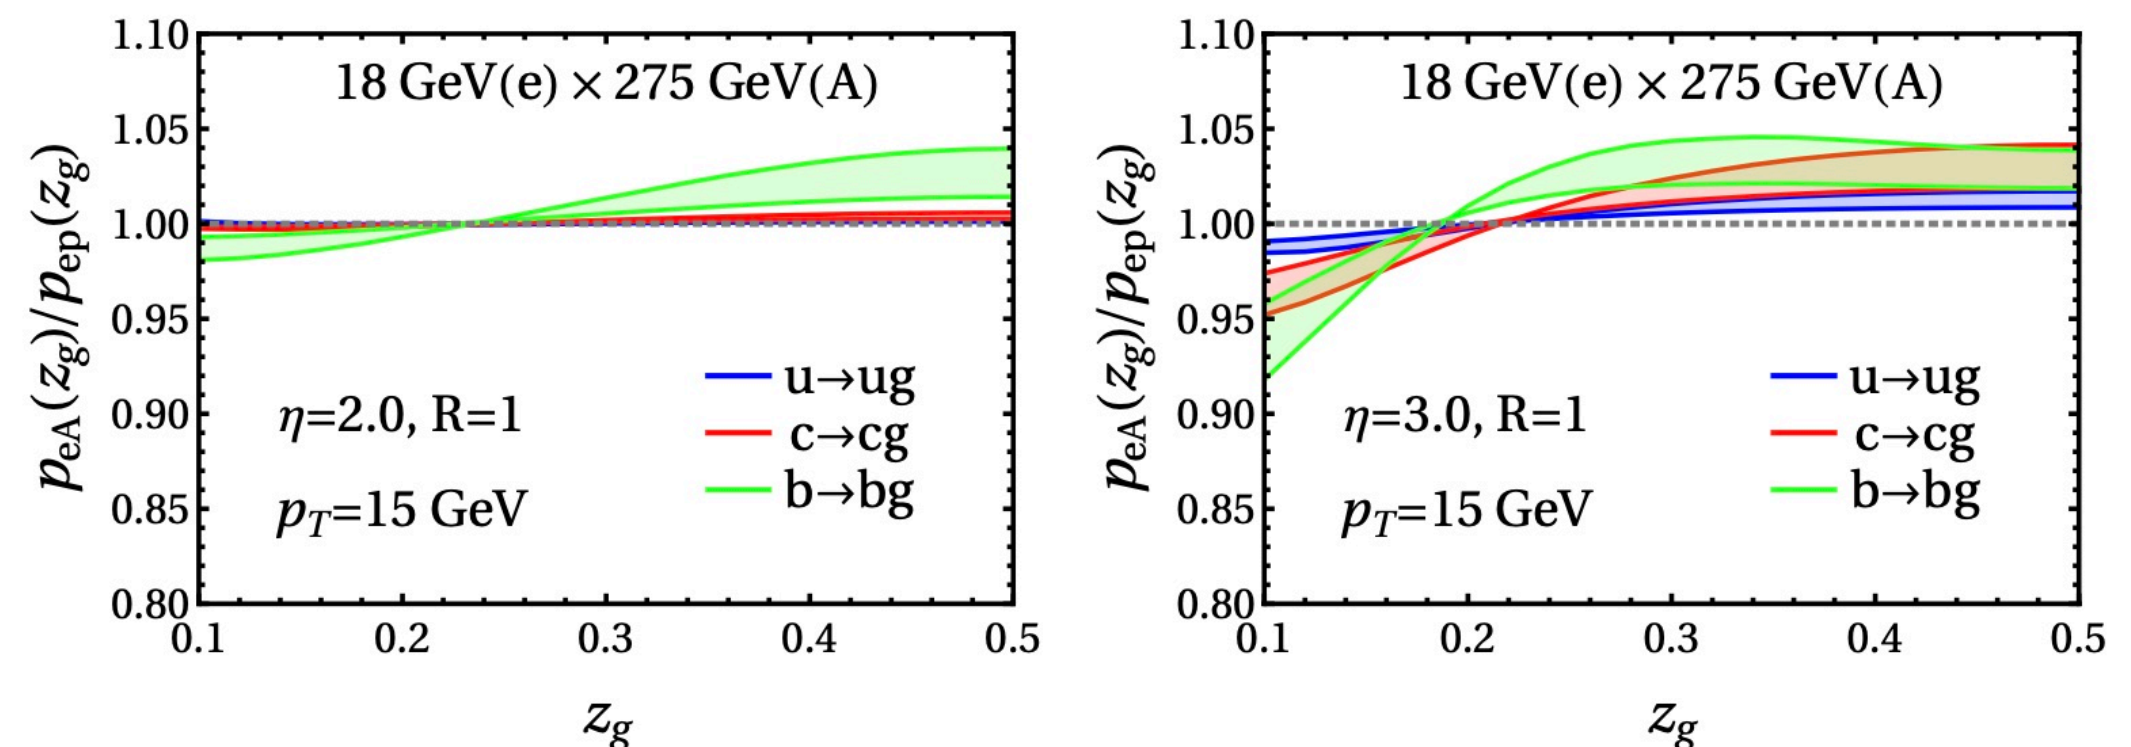 1.10
1.05
1.00
0.95
0.90
0.85
0.80
p_eA(z_g)/p_ep(z_g)
18 GeV(e) × 275 GeV(A)
η=2.0, R=1
p_T=15 GeV
u→ug
c→cg
b→bg
0.1 0.2 0.3 0.4 0.5
z_g
1.10
1.05
1.00
0.95
0.90
0.85
0.80
p_eA(z_g)/p_ep(z_g)
18 GeV(e) × 275 GeV(A)
η=3.0, R=1
p_T=15 GeV
u→ug
c→cg
b→bg
0.1 0.2 0.3 0.4 0.5
z_g